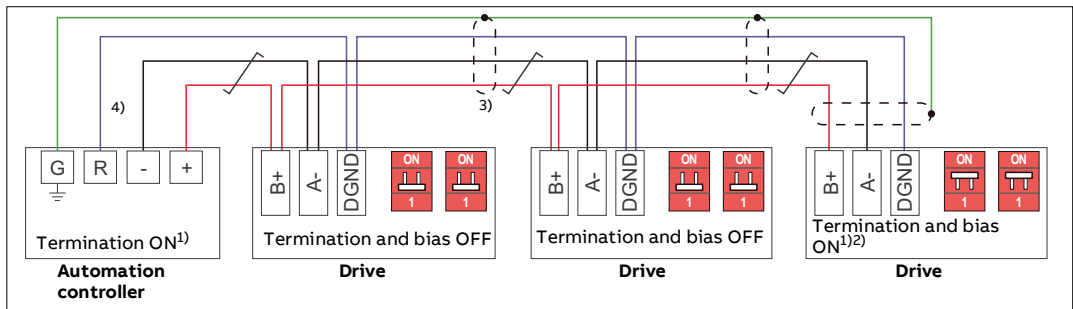 4)
3)
G
R
-
+
B+
A-
DGND
ON
1
ON
1
B+
A-
DGND
ON
1
ON
1
B+
A-
DGND
ON
1
ON
1
Termination ON1)
Termination and bias OFF
Termination and bias OFF
Termination and bias
ON1)2)
Automation
controller
Drive
Drive
Drive